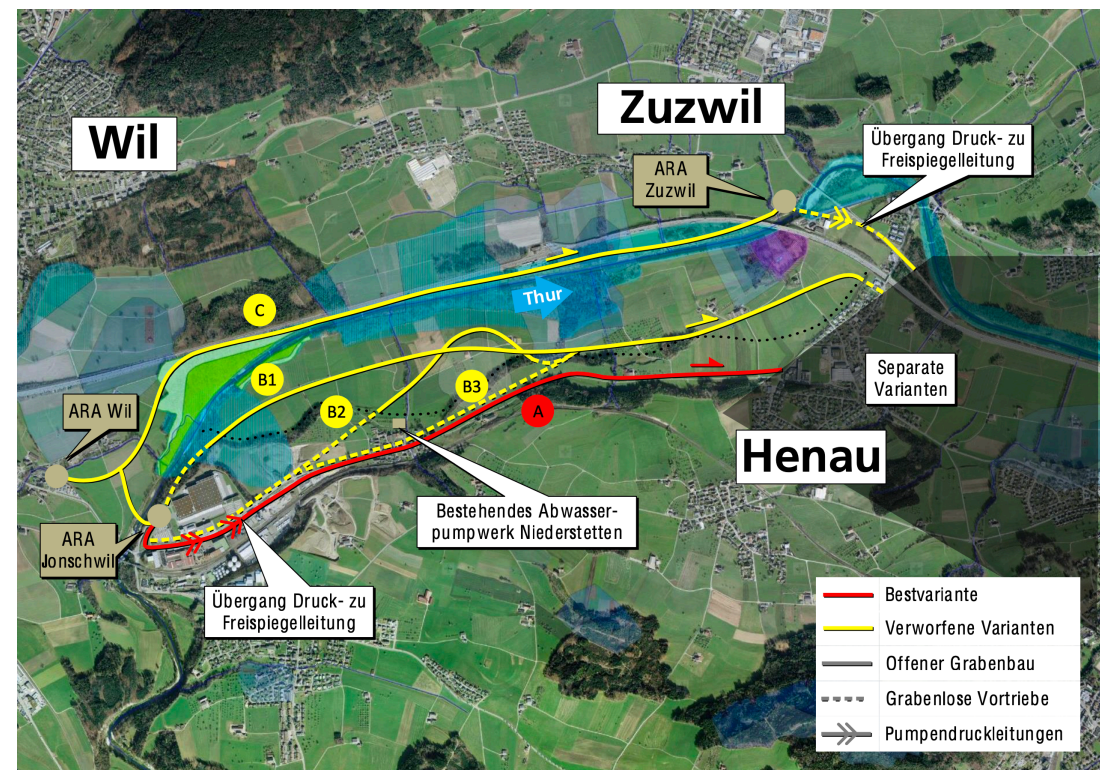 Wil
Zuzwil
Übergang Druck- zu
Freispiegelleitung
ARA
Zuzwil
Thur
C
B1
B3
B2
A
Separate
Varianten
ARA Wil
Henau
Bestehendes Abwasser-
pumpwerk Niederstetten
ARA
Jonschwil
Übergang Druck- zu
Freispiegelleitung
Bestvariante
Verworfene Varianten
Offener Grabenbau
Grabenlose Vortriebe
Pumpendruckleitungen